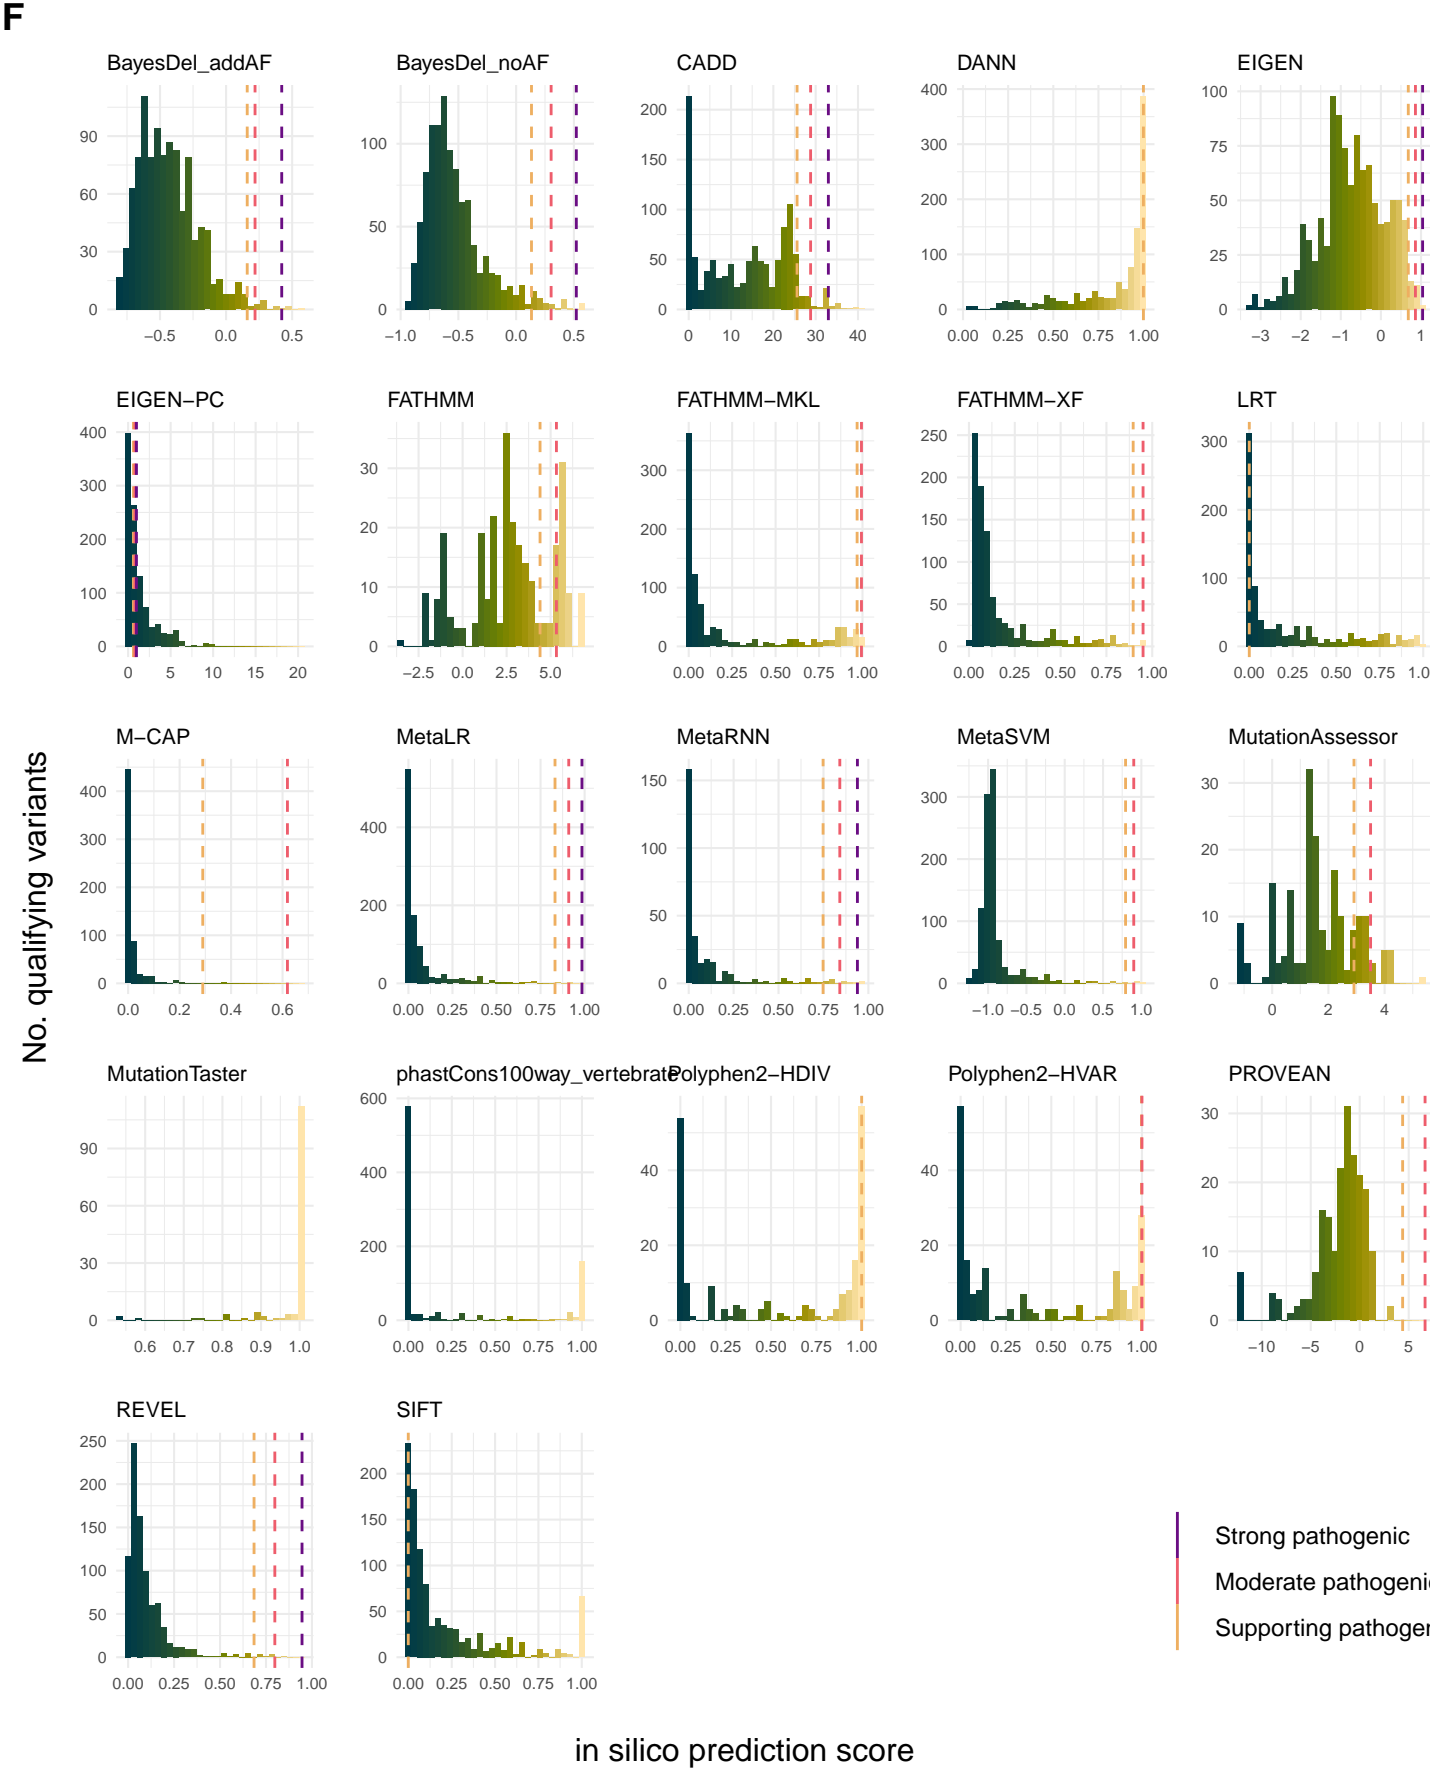 F
BayesDel_addAF
BayesDel_noAF
CADD
DANN
EIGEN
90
60
30
0
−0.5 0.0 0.5
100
50
0
−1.0 −0.5 0.0 0.5
200
150
100
50
0
0 10 20 30 40
400
300
200
100
0
0.00 0.25 0.50 0.75 1.00
100
75
50
25
0
−3 −2 −1 0 1
EIGEN−PC
FATHMM
FATHMM−MKL
FATHMM−XF
LRT
400
300
200
100
0
0 5 10 15 20
30
20
10
0
−2.5 0.0 2.5 5.0
300
200
100
0
0.00 0.25 0.50 0.75 1.00
250
200
150
100
50
0
0.00 0.25 0.50 0.75 1.00
300
200
100
0
0.00 0.25 0.50 0.75 1.0
M−CAP
MetaLR
MetaRNN
MetaSVM
MutationAssessor
400
300
200
100
0
0.0 0.2 0.4 0.6
400
200
0
0.00 0.25 0.50 0.75 1.00
150
100
50
0
0.00 0.25 0.50 0.75 1.00
300
200
100
0
−1.0 −0.5 0.0 0.5 1.0
30
20
10
0
0 2 4
No. qualifying variants
MutationTaster
phastCons100way_vertebrate
Polyphen2−HDIV
Polyphen2−HVAR
PROVEAN
90
60
30
0
0.6 0.7 0.8 0.9 1.0
600
400
200
0
0.00 0.25 0.50 0.75 1.00
40
20
0
0.00 0.25 0.50 0.75 1.00
40
20
0
0.00 0.25 0.50 0.75 1.00
30
20
10
0
−10 −5 0 5
REVEL
SIFT
250
200
150
100
50
0
0.00 0.25 0.50 0.75 1.00
200
150
100
50
0
0.00 0.25 0.50 0.75 1.00
Strong pathogenic
Moderate pathogeni
Supporting pathoge
in silico prediction score